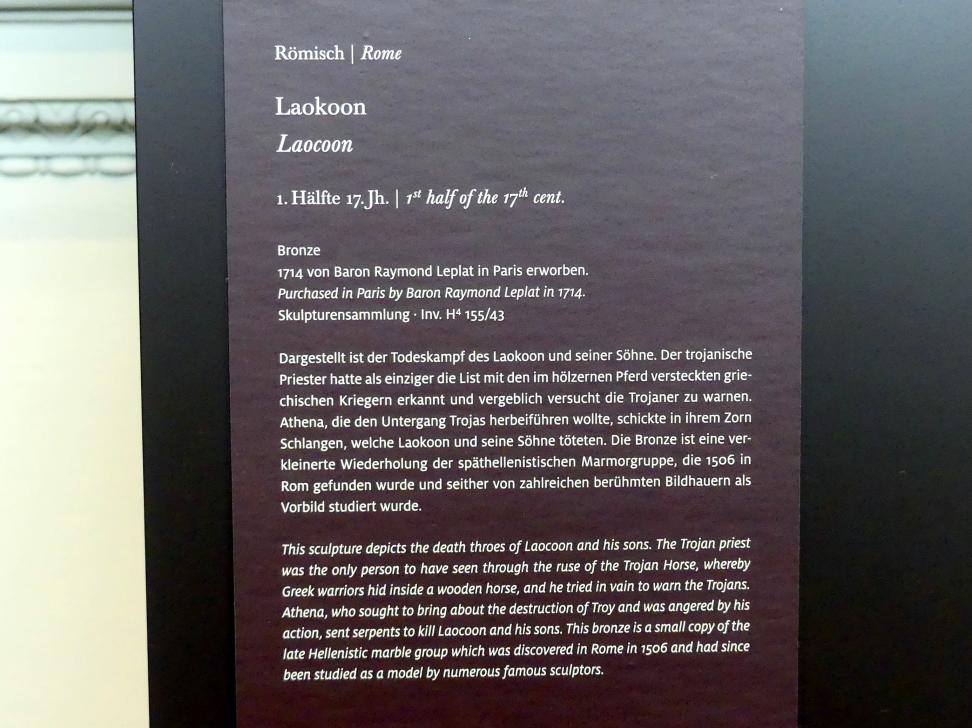 Römisch | Rome
Laokoon
Laocoon
1. Hälfte 17. Jh. | 1st half of the 17th cent.
Bronze
1714 von Baron Raymond Leplat in Paris erworben.
Purchased in Paris by Baron Raymond Leplat in 1714.
Skulpturensammlung · Inv. H⁴ 155/43
Dargestellt ist der Todeskampf des Laokoon und seiner Söhne. Der trojanische
Priester hatte als einziger die List mit den im hölzernen Pferd versteckten grie-
chischen Kriegern erkannt und vergeblich versucht die Trojaner zu warnen.
Athena, die den Untergang Trojas herbeiführen wollte, schickte in ihrem Zorn
Schlangen, welche Laokoon und seine Söhne töteten. Die Bronze ist eine ver-
kleinerte Wiederholung der späthellenistischen Marmorgruppe, die 1506 in
Rom gefunden wurde und seither von zahlreichen berühmten Bildhauern als
Vorbild studiert wurde.
This sculpture depicts the death throes of Laocoon and his sons. The Trojan priest
was the only person to have seen through the ruse of the Trojan Horse, whereby
Greek warriors hid inside a wooden horse, and he tried in vain to warn the Trojans.
Athena, who sought to bring about the destruction of Troy and was angered by his
action, sent serpents to kill Laocoon and his sons. This bronze is a small copy of the
late Hellenistic marble group which was discovered in Rome in 1506 and had since
been studied as a model by numerous famous sculptors.